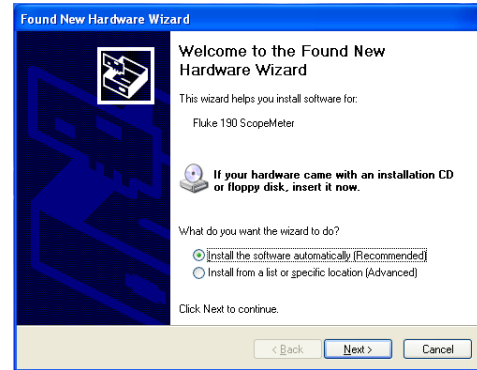 Found New Hardware Wizard
Welcome to the Found New
Hardware Wizard
This wizard helps you install software for:
Fluke 190 ScopeMeter
If your hardware came with an installation CD
or floppy disk, insert it now.
What do you want the wizard to do?
Install the software automatically (Recommended)
Install from a list or specific location (Advanced)
Click Next to continue.
< Back Next > Cancel